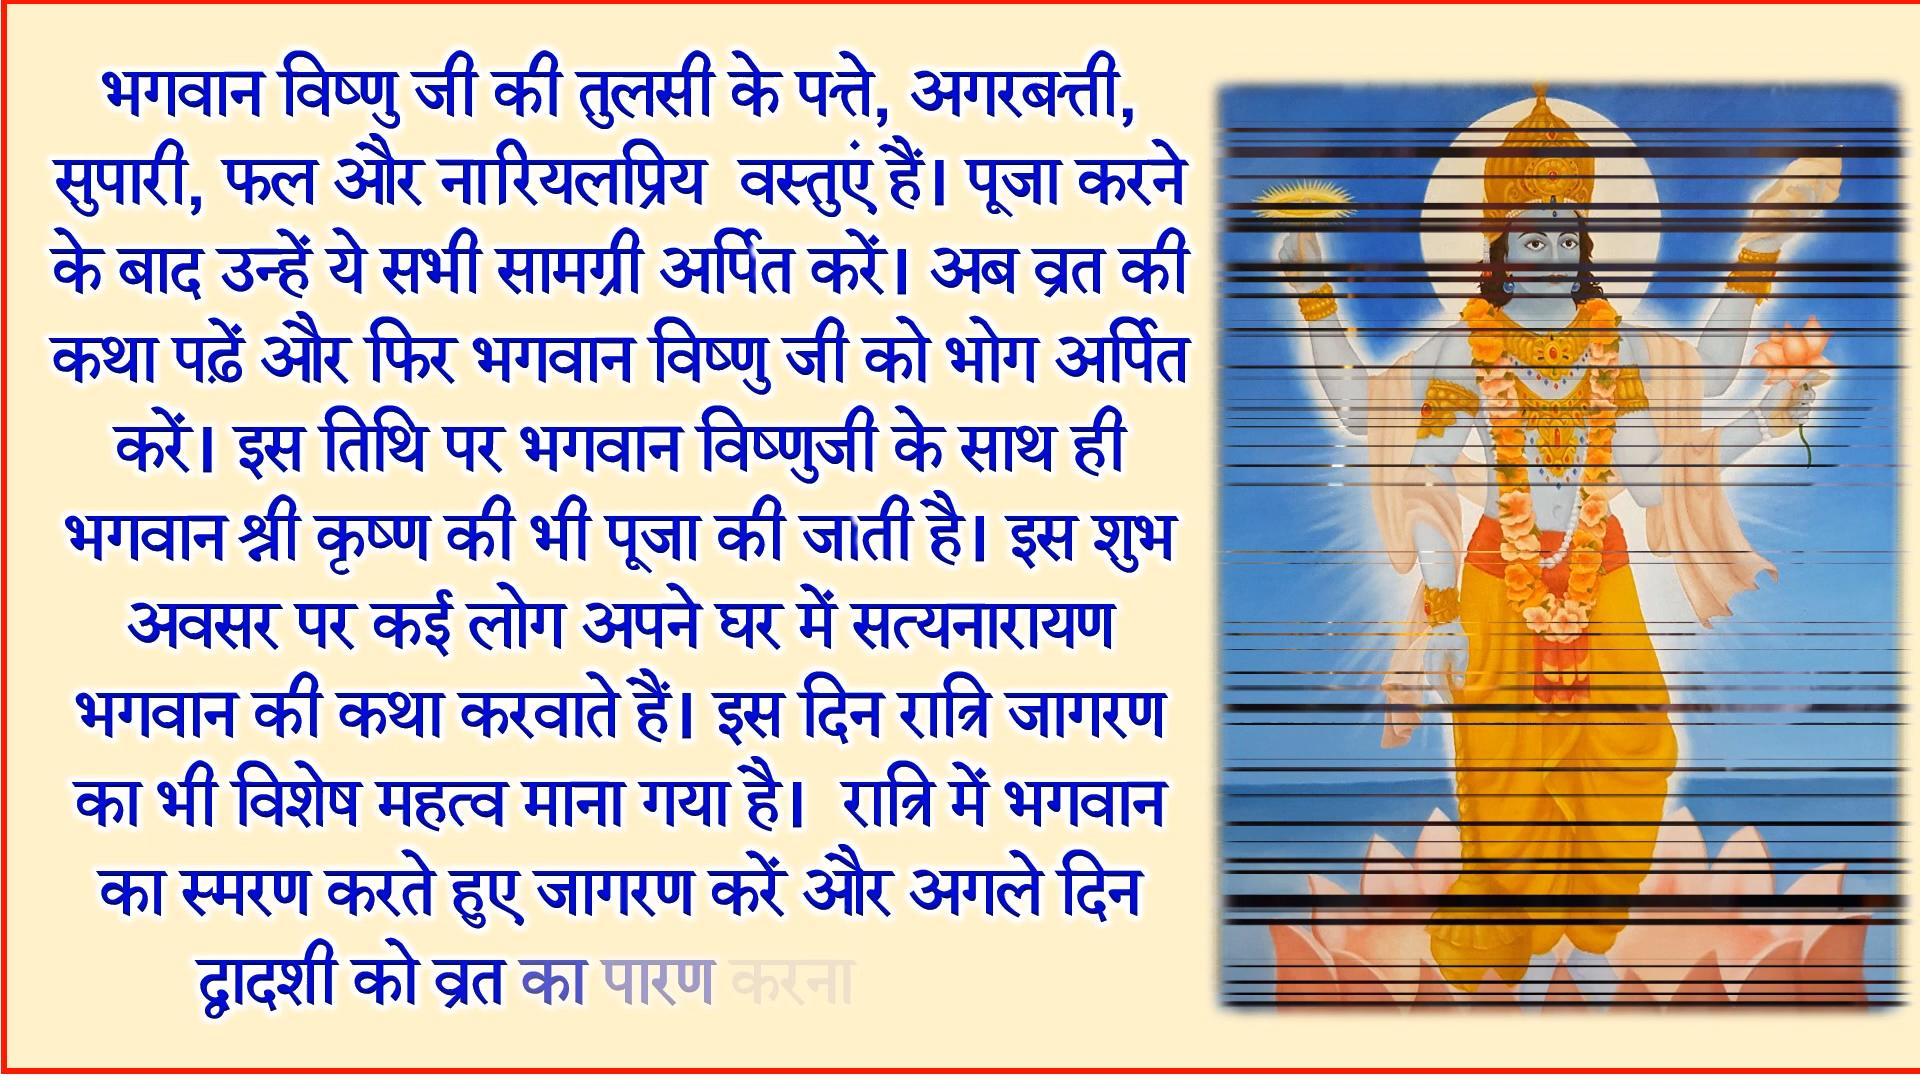 भगवान विष्णु जी की तुलसी के पत्ते, अगरबत्ती,
सुपारी, फल और नारियलप्रिय  वस्तुएं हैं। पूजा करने
के बाद उन्हें ये सभी सामग्री अर्पित करें। अब व्रत की
कथा पढ़ें और फिर भगवान विष्णु जी को भोग अर्पित
करें। इस तिथि पर भगवान विष्णुजी के साथ ही
भगवान श्री कृष्ण की भी पूजा की जाती है। इस शुभ
अवसर पर कई लोग अपने घर में सत्यनारायण
भगवान की कथा करवाते हैं। इस दिन रात्रि जागरण
का भी विशेष महत्व माना गया है।  रात्रि में भगवान
का स्मरण करते हुए जागरण करें और अगले दिन
द्वादशी को व्रत का पारण करना